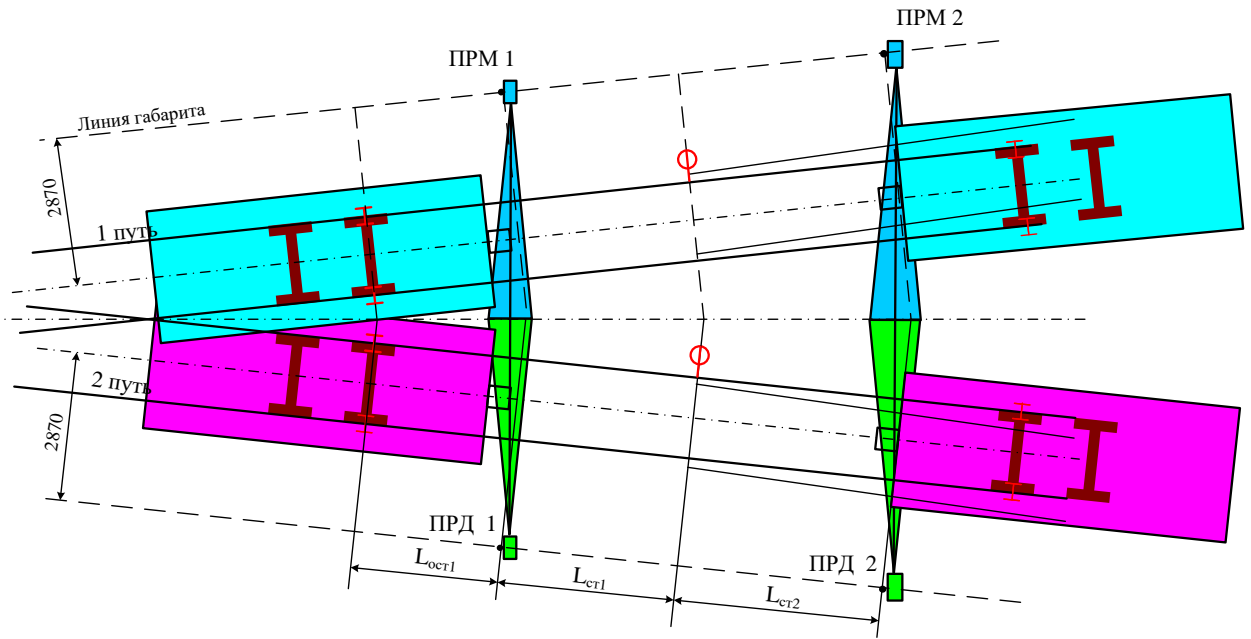 ПРМ 2
ПРМ 1
Линия габарита
2870
1 путь
2 путь
2870
ПРД 1
ПРД 2
Lост1
Lст1
Lст2